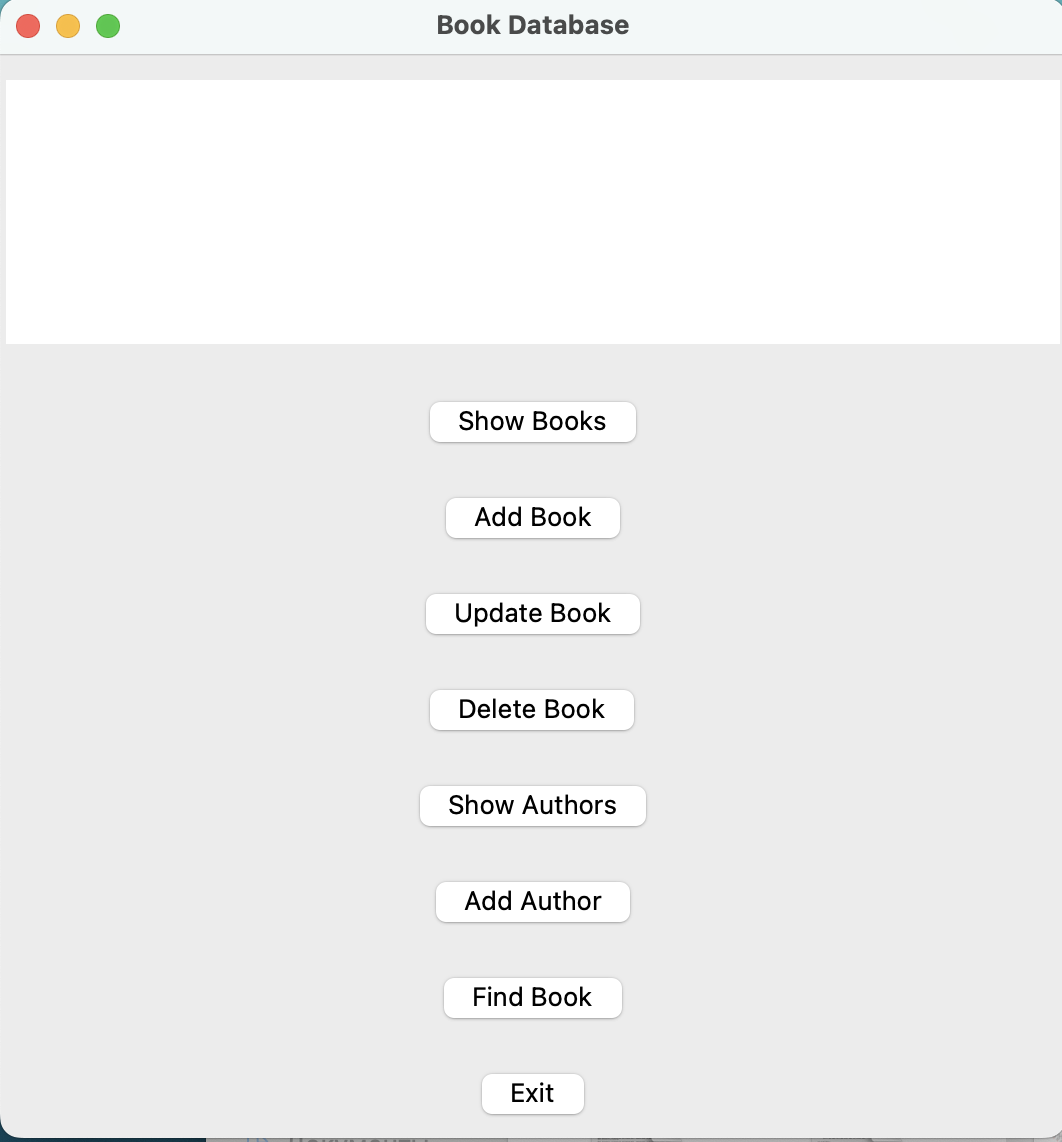 Book Database
Show Books
Add Book
Update Book
Delete Book
Show Authors
Add Author
Find Book
Exit